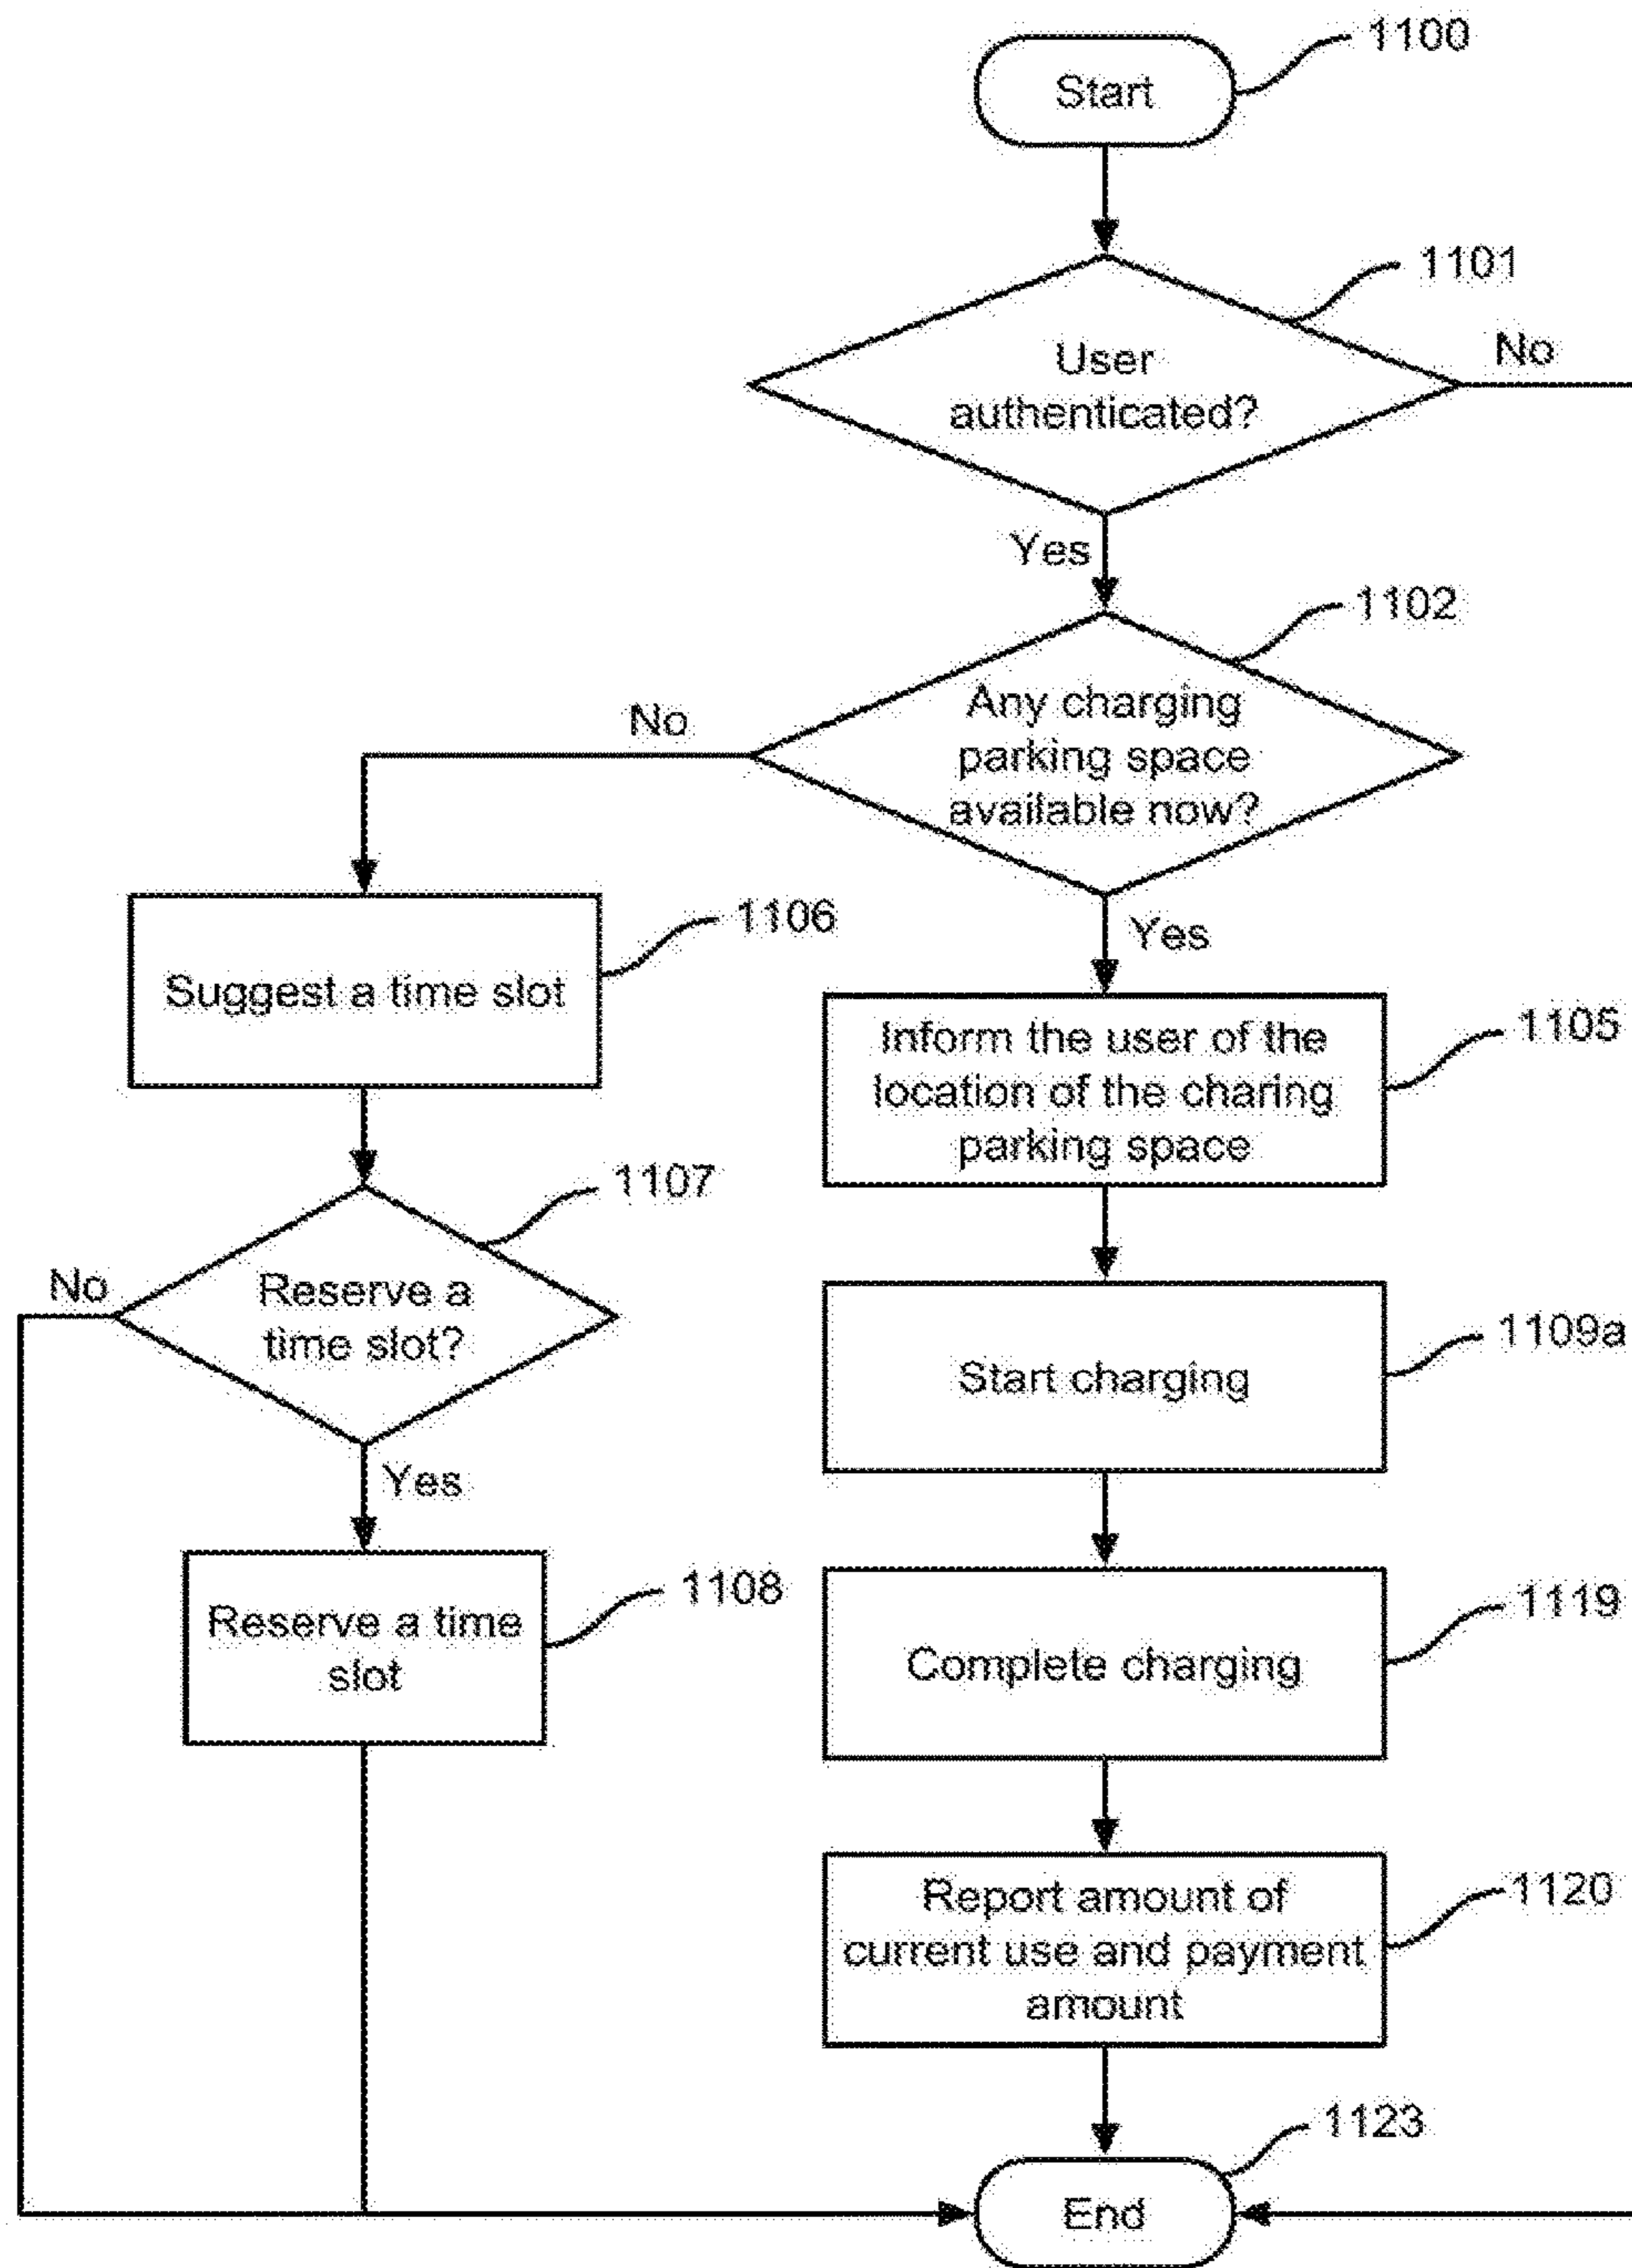 1100
Start
1101
User
authenticated?
No
Yes
1102
Any charging
parking space
available now?
No
Yes
1106
Suggest a time slot
1105
Inform the user of the
location of the charing
parking space
1107
Reserve a
time slot?
No
Yes
1109a
Start charging
1108
Reserve a time
slot
1119
Complete charging
1120
Report amount of
current use and payment
amount
1123
End